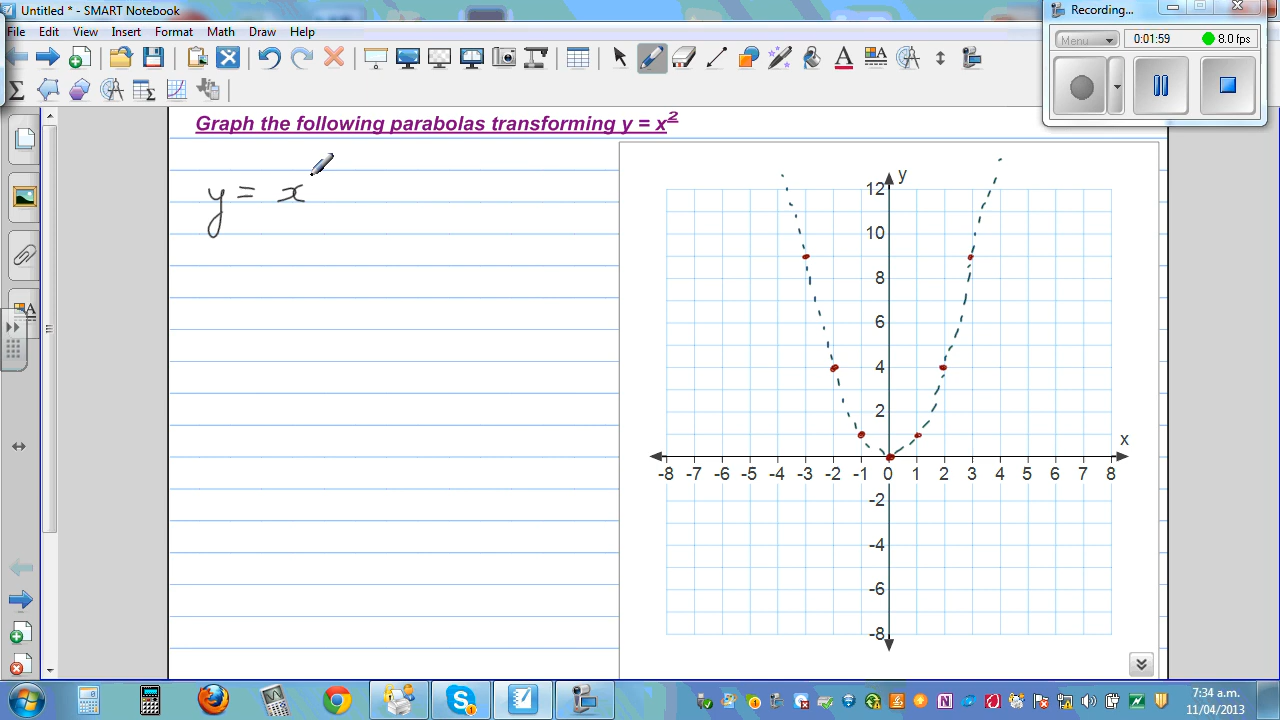 Untitled * - SMART Notebook
File Edit View Insert Format Math Draw Help
Recording...
Menu 0:01:59 8.0 fps
Graph the following parabolas transforming y = x²
y = x
y
12
10
8
6
4
2
x
-8 -7 -6 -5 -4 -3 -2 -1 0 1 2 3 4 5 6 7 8
-2
-4
-6
-8
7:34 a.m.
11/04/2013